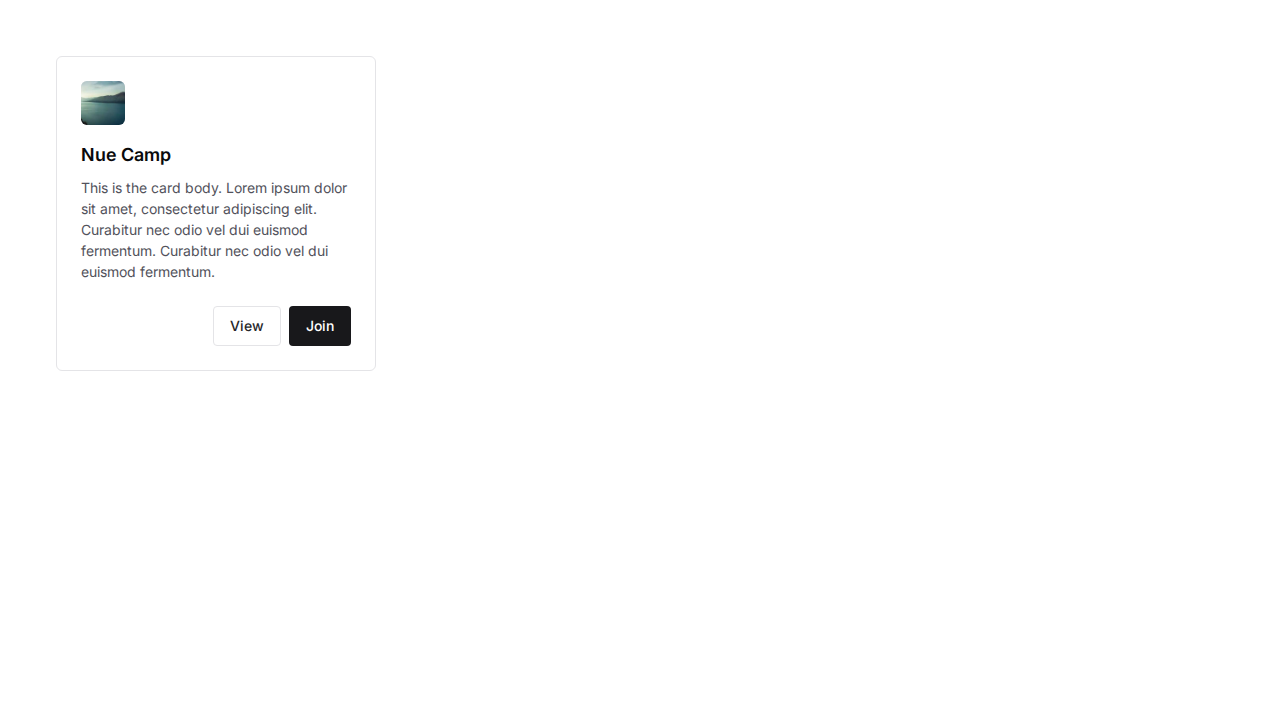 Nue Camp
This is the card body. Lorem ipsum dolor
sit amet, consectetur adipiscing elit.
Curabitur nec odio vel dui euismod
fermentum. Curabitur nec odio vel dui
euismod fermentum.
View Join